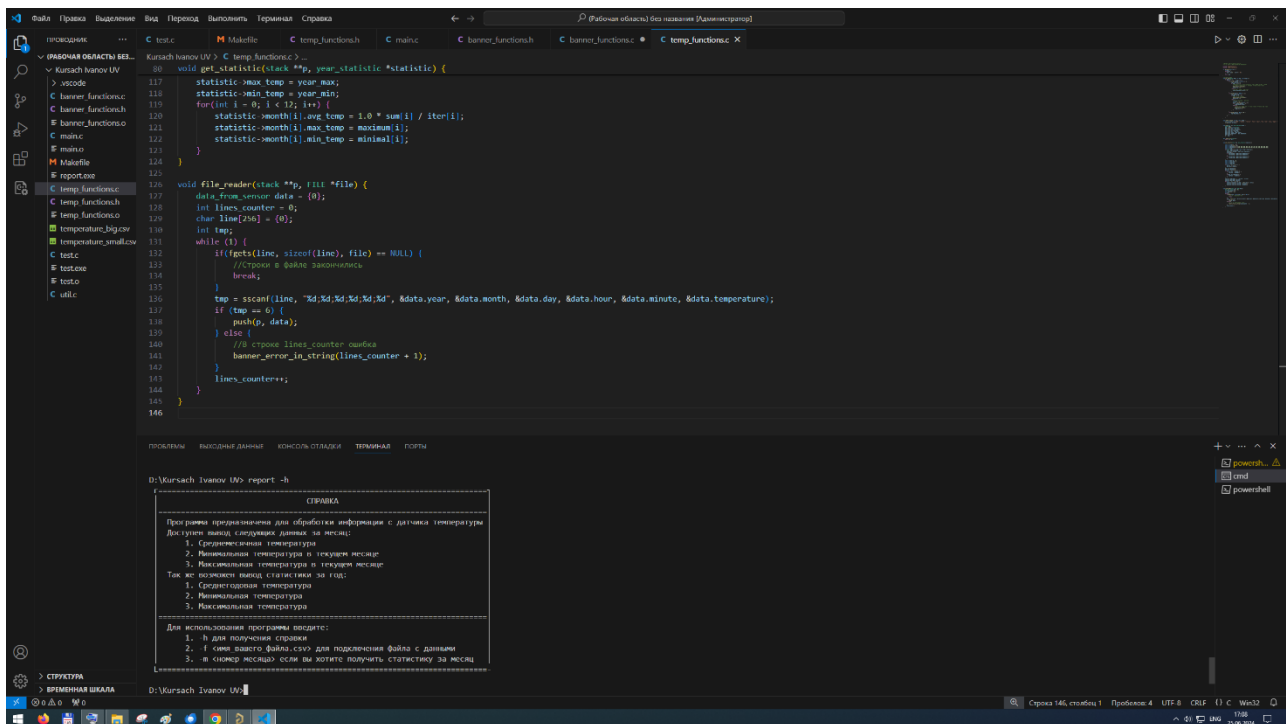 Файл Правка Выделение Вид Переход Выполнить Терминал Справка
(Рабочая область) без названия [Администратор]
ПРОВОДНИК
(РАБОЧАЯ ОБЛАСТЬ) БЕЗ...
Kursach Ivanov UV
.vscode
C banner_functions.c
C banner_functions.h
banner_functions.o
C main.c
main.o
M Makefile
report.exe
C temp_functions.c
C temp_functions.h
temp_functions.o
temperature_big.csv
temperature_small.csv
C test.c
test.exe
test.o
C util.c
СТРУКТУРА
ВРЕМЕННАЯ ШКАЛА
C test.c M Makefile C temp_functions.h C main.c C banner_functions.h C banner_functions.c C temp_functions.c
Kursach Ivanov UV > C temp_functions.c > ...
80 void get_statistic(stack **p, year_statistic *statistic) {
117 statistic->max_temp = year_max;
118 statistic->min_temp = year_min;
119 for(int i = 0; i < 12; i++) {
120 statistic->month[i].avg_temp = 1.0 * sum[i] / iter[i];
121 statistic->month[i].max_temp = maximum[i];
122 statistic->month[i].min_temp = minimal[i];
123 }
124 }
125
126 void file_reader(stack **p, FILE *file) {
127 data_from_sensor data = {0};
128 int lines_counter = 0;
129 char line[256] = {0};
130 int tmp;
131 while (1) {
132 if(fgets(line, sizeof(line), file) == NULL) {
133 //Строки в файле закончились
134 break;
135 }
136 tmp = sscanf(line, "%d;%d;%d;%d;%d;%d", &data.year, &data.month, &data.day, &data.hour, &data.minute, &data.temperature);
137 if (tmp == 6) {
138 push(p, data);
139 } else {
140 //В строке lines_counter ошибка
141 banner_error_in_string(lines_counter + 1);
142 }
143 lines_counter++;
144 }
145 }
146
ПРОБЛЕМЫ ВЫХОДНЫЕ ДАННЫЕ КОНСОЛЬ ОТЛАДКИ ТЕРМИНАЛ ПОРТЫ
powersh...
cmd
powershell
D:\Kursach Ivanov UV> report -h
СПРАВКА
Программа предназначена для обработки информации с датчика температуры
Доступен вывод следующих данных за месяц:
1. Среднемесячная температура
2. Минимальная температура в текущем месяце
3. Максимальная температура в текущем месяце
Так же возможен вывод статистики за год:
1. Среднегодовая температура
2. Минимальная температура
3. Максимальная температура
Для использования программы введите:
1. -h для получения справки
2. -f <имя_вашего_файла.csv> для подключения файла с данными
3. -m <номер месяца> если вы хотите получить статистику за месяц
D:\Kursach Ivanov UV>
0 0 0 Строка 146, столбец 1 Пробелов: 4 UTF-8 CRLF {} C Win32
ENG 17:08
25.06.2024